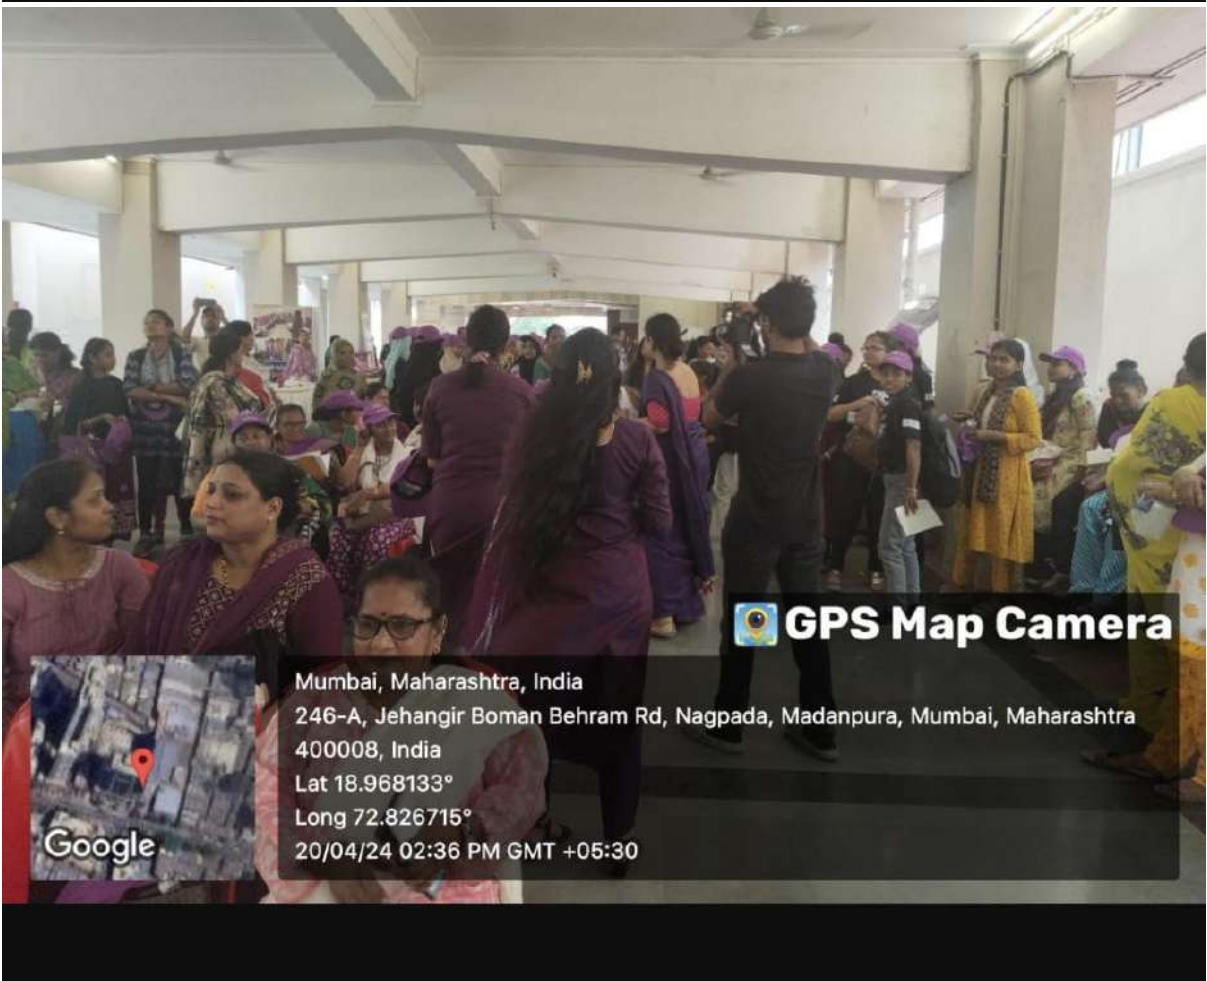 GPS Map Camera
Mumbai, Maharashtra, India
246-A, Jehangir Boman Behram Rd, Nagpada, Madanpura, Mumbai, Maharashtra
400008, India
Lat 18.968133°
Long 72.826715°
20/04/24 02:36 PM GMT +05:30
Google